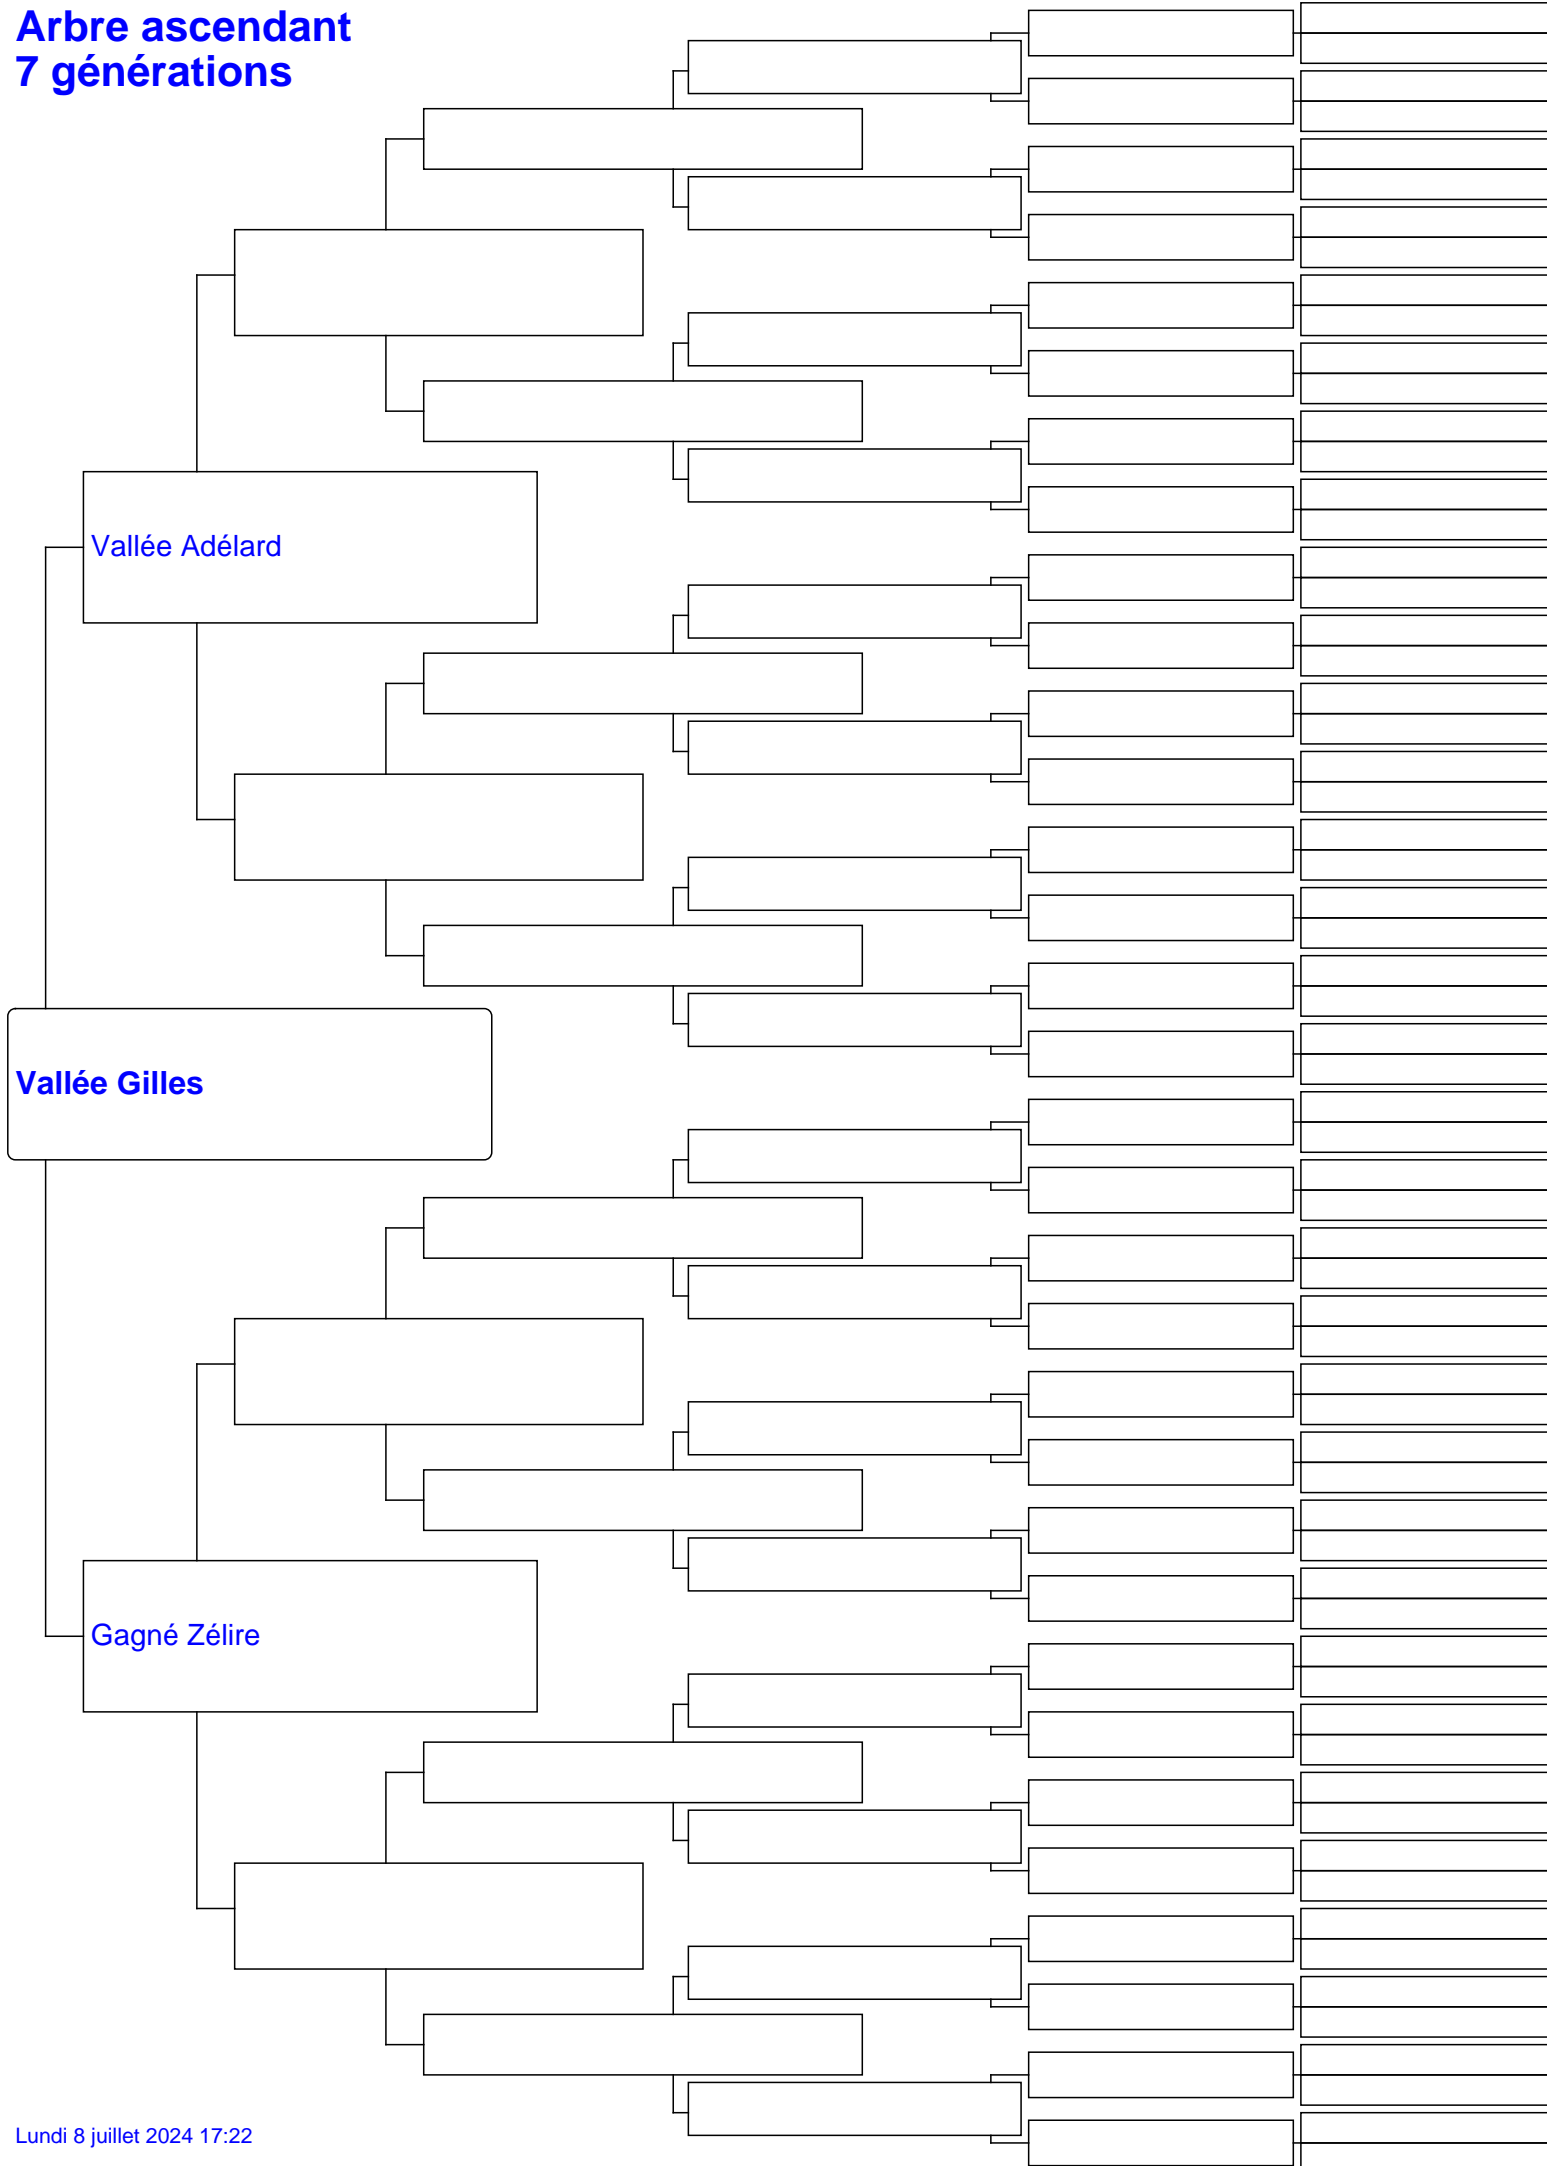 Arbre ascendant
7 générations
Vallée Adélard
Vallée Gilles
Gagné Zélire
Lundi 8 juillet 2024 17:22